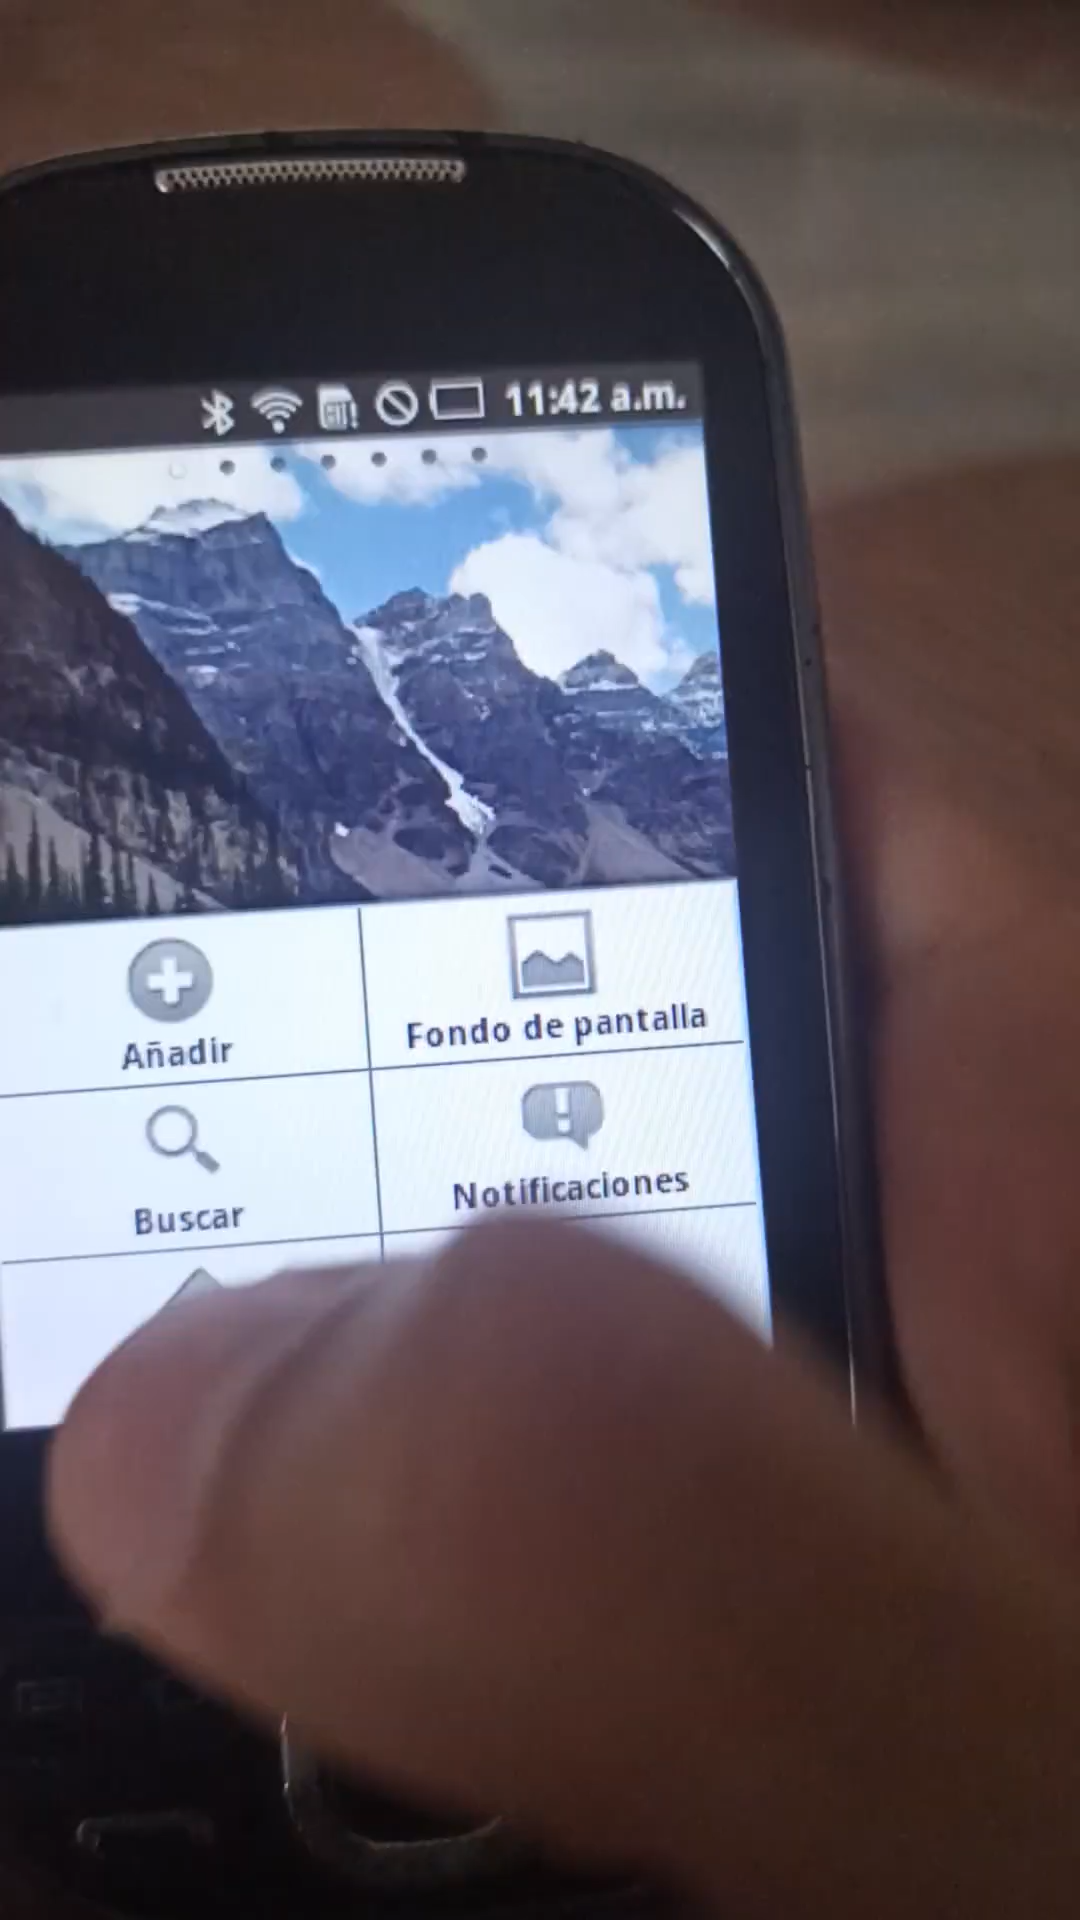 11:42 a.m.
Añadir
Fondo de pantalla
Buscar
Notificaciones